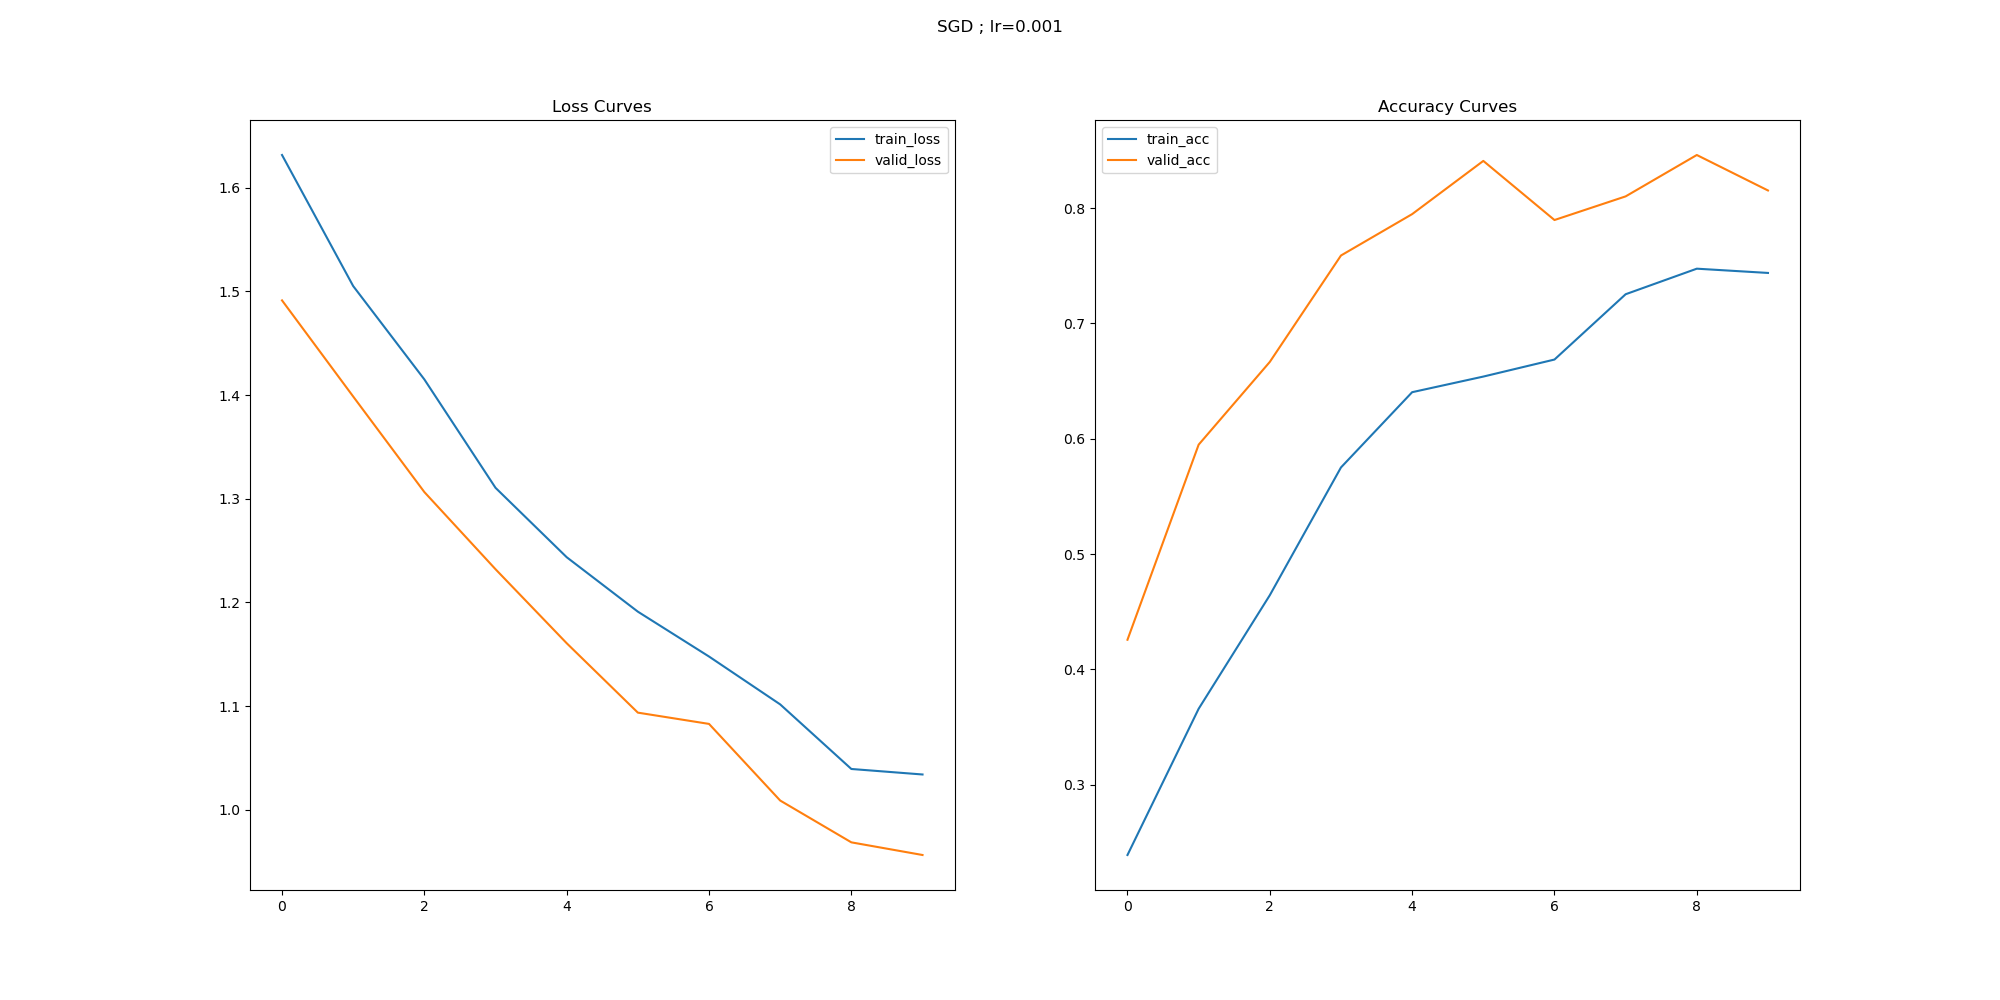 SGD ; lr=0.001
Loss Curves
train_loss
valid_loss
1.6
1.5
1.4
1.3
1.2
1.1
1.0
0 2 4 6 8
Accuracy Curves
train_acc
valid_acc
0.8
0.7
0.6
0.5
0.4
0.3
0 2 4 6 8